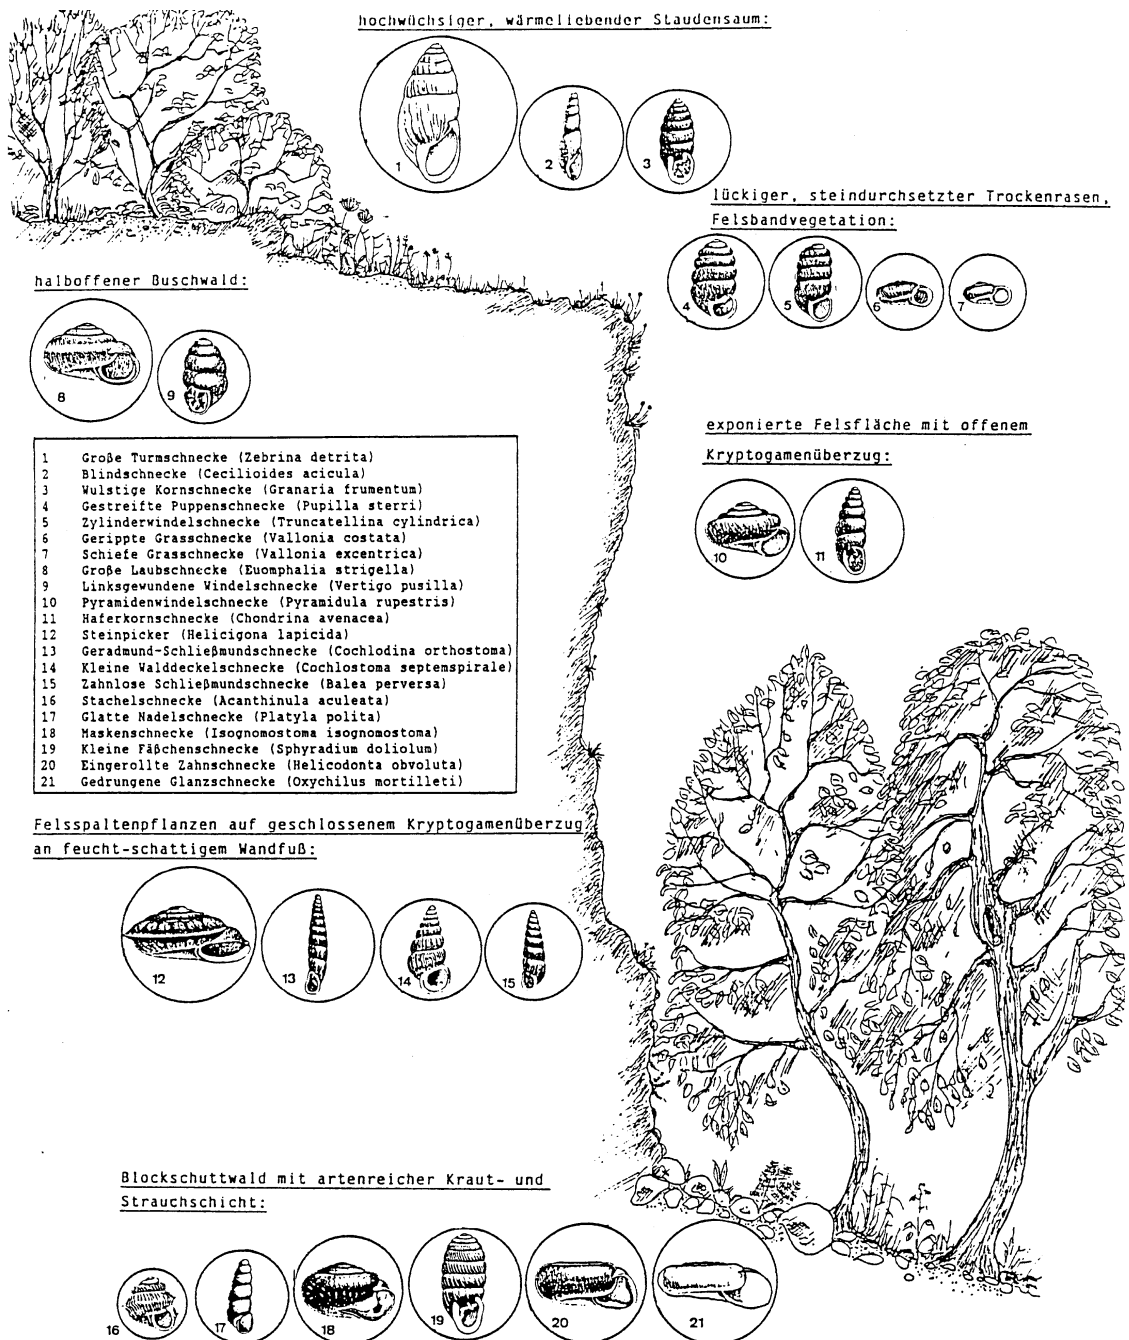 hochwüchsiger, wärmeliebender Staudensaum:
1
2
3
lückiger, steindurchsetzter Trockenrasen,
Felsbandvegetation:
4
5
6
7
halboffener Buschwald:
8
9
exponierte Felsfläche mit offenem
Kryptogamenüberzug:
10
11
1 Große Turmschnecke (Zebrina detrita)
2 Blindschnecke (Cecilioides acicula)
3 Wulstige Kornschnecke (Granaria frumentum)
4 Gestreifte Puppenschnecke (Pupilla sterri)
5 Zylinderwindelschnecke (Truncatellina cylindrica)
6 Gerippte Grasschnecke (Vallonia costata)
7 Schiefe Grasschnecke (Vallonia excentrica)
8 Große Laubschnecke (Euomphalia strigella)
9 Linksgewundene Windelschnecke (Vertigo pusilla)
10 Pyramidenwindelschnecke (Pyramidula rupestris)
11 Haferkornschnecke (Chondrina avenacea)
12 Steinpicker (Helicigona lapicida)
13 Geradmund-Schließmundschnecke (Cochlodina orthostoma)
14 Kleine Walddeckelschnecke (Cochlostoma septemspirale)
15 Zahnlose Schließmundschnecke (Balea perversa)
16 Stachelschnecke (Acanthinula aculeata)
17 Glatte Nadelschnecke (Platyla polita)
18 Maskenschnecke (Isognomostoma isognomostoma)
19 Kleine Fäßchenschnecke (Sphyradium doliolum)
20 Eingerollte Zahnschnecke (Helicodonta obvoluta)
21 Gedrungene Glanzschnecke (Oxychilus mortilleti)
Felsspaltenpflanzen auf geschlossenem Kryptogamenüberzug
an feucht-schattigem Wandfuß:
12
13
14
15
Blockschuttwald mit artenreicher Kraut- und
Strauchschicht:
16
17
18
19
20
21